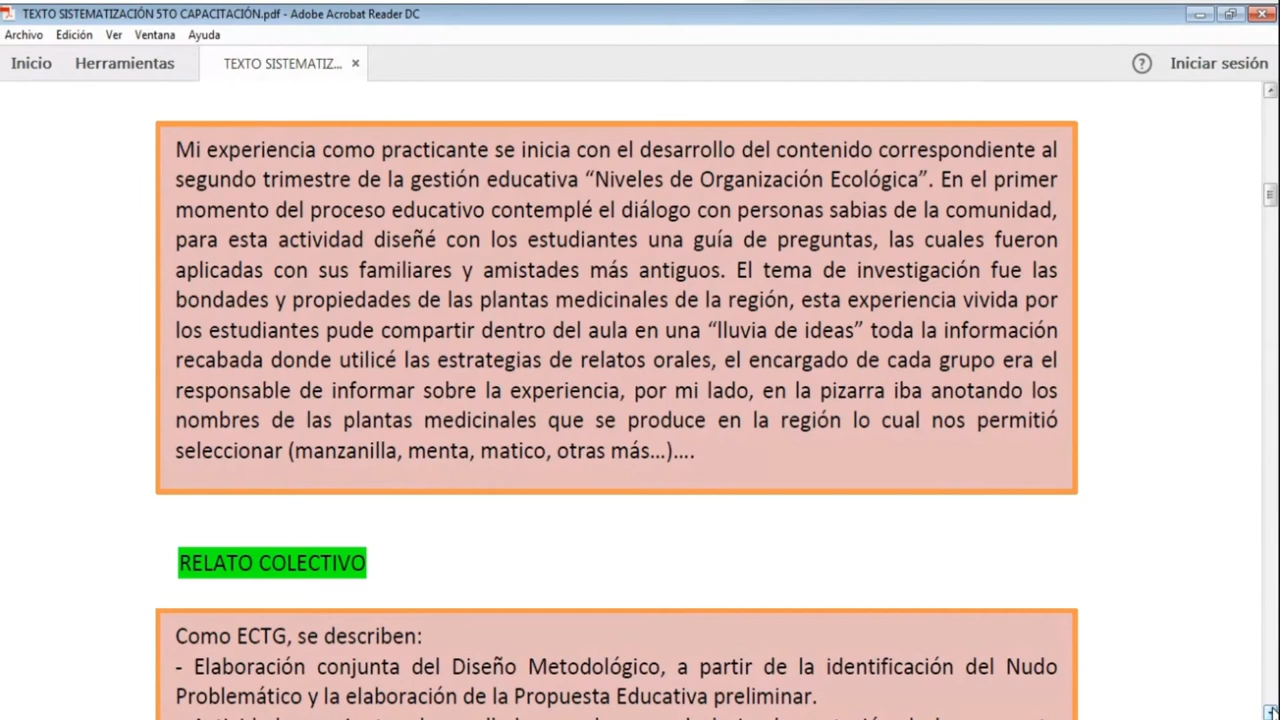 TEXTO SISTEMATIZACIÓN 5TO CAPACITACIÓN.pdf - Adobe Acrobat Reader DC
Archivo Edición Ver Ventana Ayuda
Inicio Herramientas TEXTO SISTEMATIZ... × ? Iniciar sesión
Mi experiencia como practicante se inicia con el desarrollo del contenido correspondiente al
segundo trimestre de la gestión educativa “Niveles de Organización Ecológica”. En el primer
momento del proceso educativo contemplé el diálogo con personas sabias de la comunidad,
para esta actividad diseñé con los estudiantes una guía de preguntas, las cuales fueron
aplicadas con sus familiares y amistades más antiguos. El tema de investigación fue las
bondades y propiedades de las plantas medicinales de la región, esta experiencia vivida por
los estudiantes pude compartir dentro del aula en una “lluvia de ideas” toda la información
recabada donde utilicé las estrategias de relatos orales, el encargado de cada grupo era el
responsable de informar sobre la experiencia, por mi lado, en la pizarra iba anotando los
nombres de las plantas medicinales que se produce en la región lo cual nos permitió
seleccionar (manzanilla, menta, matico, otras más...)....
RELATO COLECTIVO
Como ECTG, se describen:
- Elaboración conjunta del Diseño Metodológico, a partir de la identificación del Nudo
Problemático y la elaboración de la Propuesta Educativa preliminar.